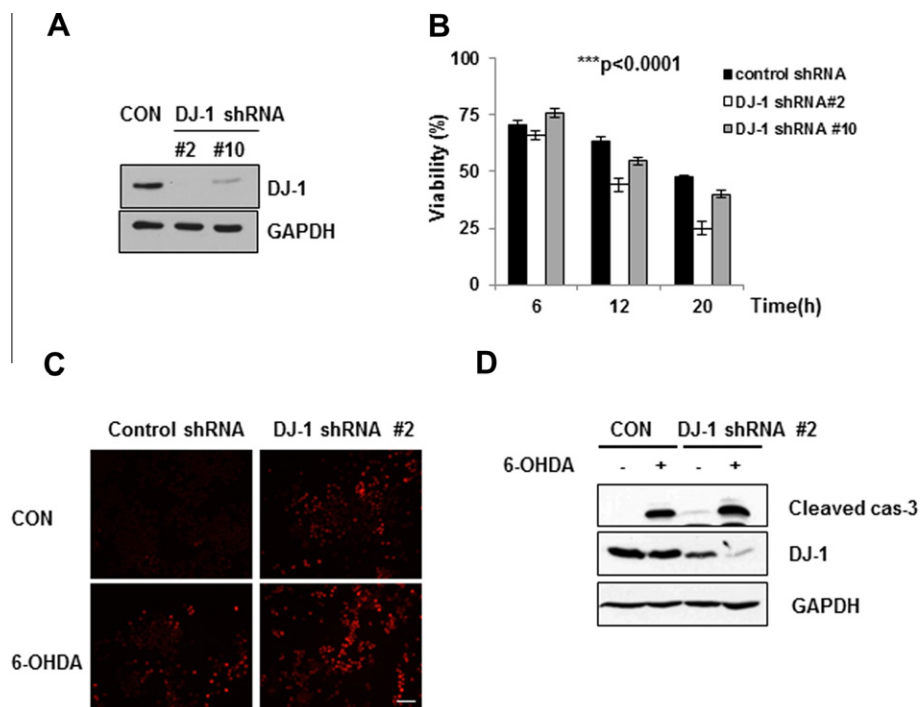 A
CON DJ-1 shRNA
#2 #10
DJ-1
GAPDH
B
100
75
50
25
0
Viability (%)
***p<0.0001
control shRNA
DJ-1 shRNA#2
DJ-1 shRNA #10
6 12 20 Time(h)
C
Control shRNA DJ-1 shRNA #2
CON
6-OHDA
D
CON DJ-1 shRNA #2
6-OHDA - + - +
Cleaved cas-3
DJ-1
GAPDH